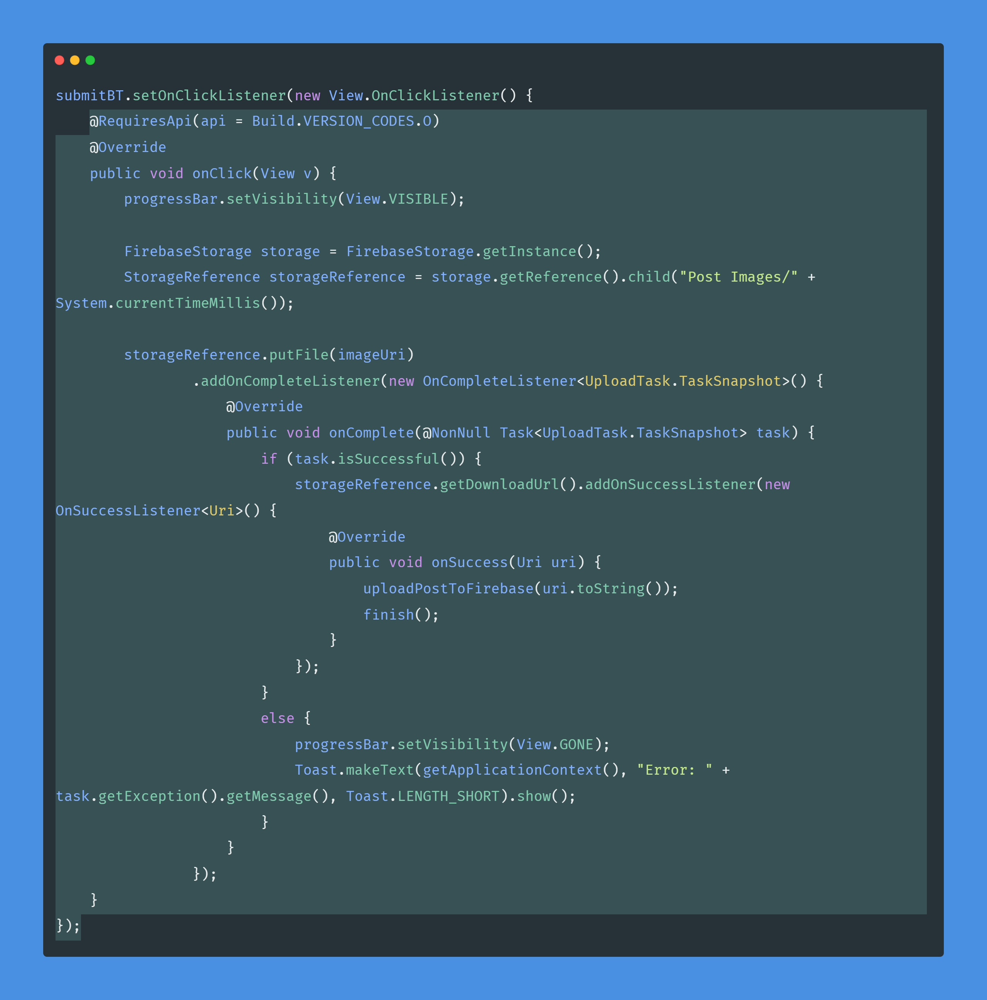 submitBT.setOnClickListener(new View.OnClickListener() {
    @RequiresApi(api = Build.VERSION_CODES.O)
    @Override
    public void onClick(View v) {
        progressBar.setVisibility(View.VISIBLE);

        FirebaseStorage storage = FirebaseStorage.getInstance();
        StorageReference storageReference = storage.getReference().child("Post Images/" +
System.currentTimeMillis());

        storageReference.putFile(imageUri)
                .addOnCompleteListener(new OnCompleteListener<UploadTask.TaskSnapshot>() {
                    @Override
                    public void onComplete(@NonNull Task<UploadTask.TaskSnapshot> task) {
                        if (task.isSuccessful()) {
                            storageReference.getDownloadUrl().addOnSuccessListener(new
OnSuccessListener<Uri>() {
                                @Override
                                public void onSuccess(Uri uri) {
                                    uploadPostToFirebase(uri.toString());
                                    finish();
                                }
                            });
                        }
                        else {
                            progressBar.setVisibility(View.GONE);
                            Toast.makeText(getApplicationContext(), "Error: " +
task.getException().getMessage(), Toast.LENGTH_SHORT).show();
                        }
                    }
                });
    }
});